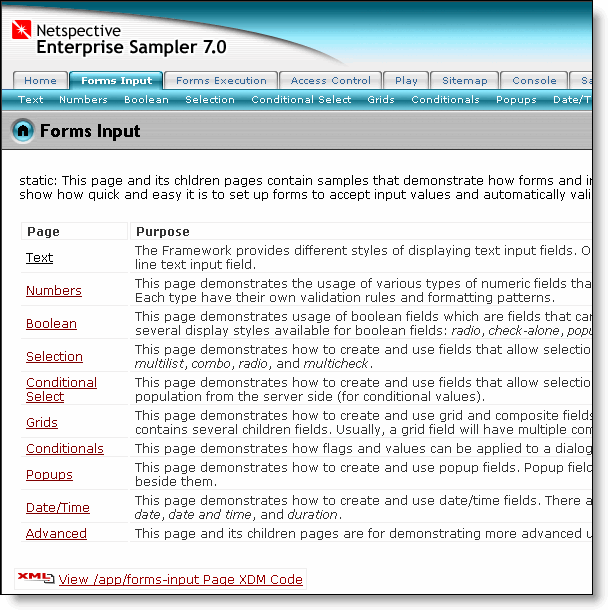 Netspective
Enterprise Sampler 7.0
Home Forms Input Forms Execution Access Control Play Sitemap Console
Text Numbers Boolean Selection Conditional Select Grids Conditionals Popups Date/T
Forms Input
static: This page and its chldren pages contain samples that demonstrate how forms and
show how quick and easy it is to set up forms to accept input values and automatically vali
Page Purpose
Text
The Framework provides different styles of displaying text input fields. O
line text input field.
Numbers
This page demonstrates the usage of various types of numeric fields tha
Each type have their own validation rules and formatting patterns.
Boolean
This page demonstrates usage of boolean fields which are fields that can
several display styles available for boolean fields: radio, check-alone, popu
Selection
This page demonstrates how to create and use fields that allow selectio
multilist, combo, radio, and multicheck.
Conditional
Select
This page demonstrates how to create and use fields that allow selectio
population from the server side (for conditional values).
Grids
This page demonstrates how to create and use grid and composite fields
contains several children fields. Usually, a grid field will have multiple com
Conditionals This page demonstrates how flags and values can be applied to a dialog
Popups
This page demonstrates how to create and use popup fields. Popup field
beside them.
Date/Time
This page demonstrates how to create and use date/time fields. There a
date, date and time, and duration.
Advanced This page and its children pages are for demonstrating more advanced u
XML View /app/forms-input Page XDM Code